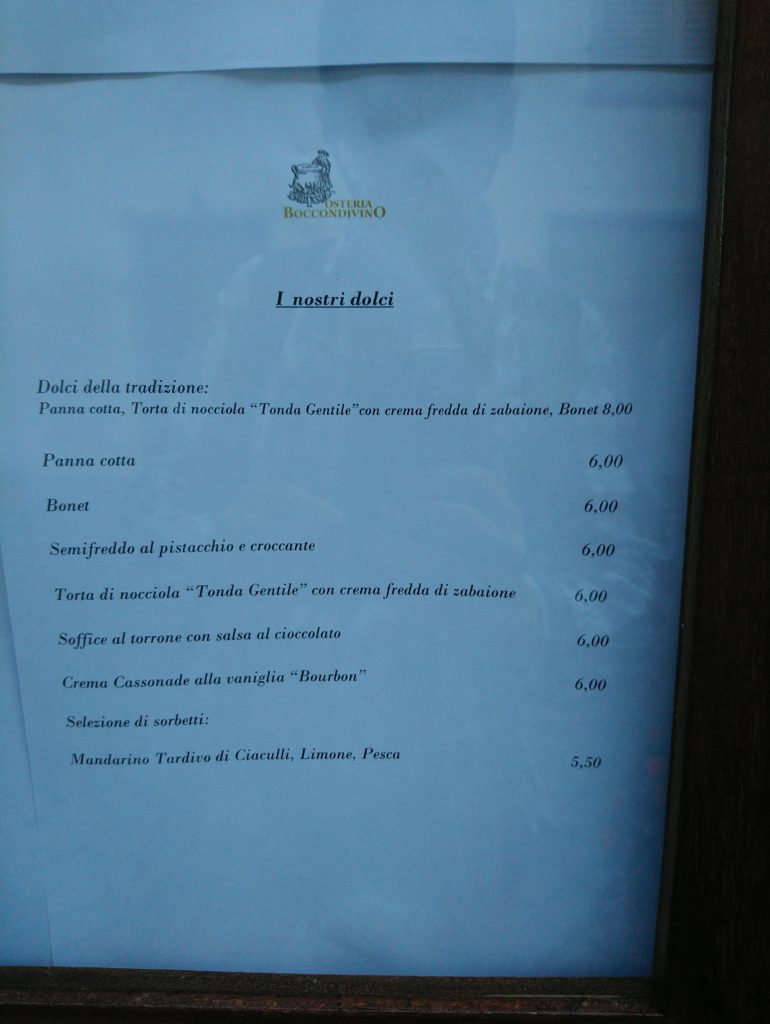 OSTERIA
BOCCONDIVINO
I nostri dolci
Dolci della tradizione:
Panna cotta, Torta di nocciola “Tonda Gentile”con crema fredda di zabaione, Bonet 8,00
Panna cotta 6,00
Bonet 6,00
Semifreddo al pistacchio e croccante 6,00
Torta di nocciola “Tonda Gentile” con crema fredda di zabaione 6,00
Soffice al torrone con salsa al cioccolato 6,00
Crema Cassonade alla vaniglia “Bourbon” 6,00
Selezione di sorbetti:
Mandarino Tardivo di Ciaculli, Limone, Pesca 5,50